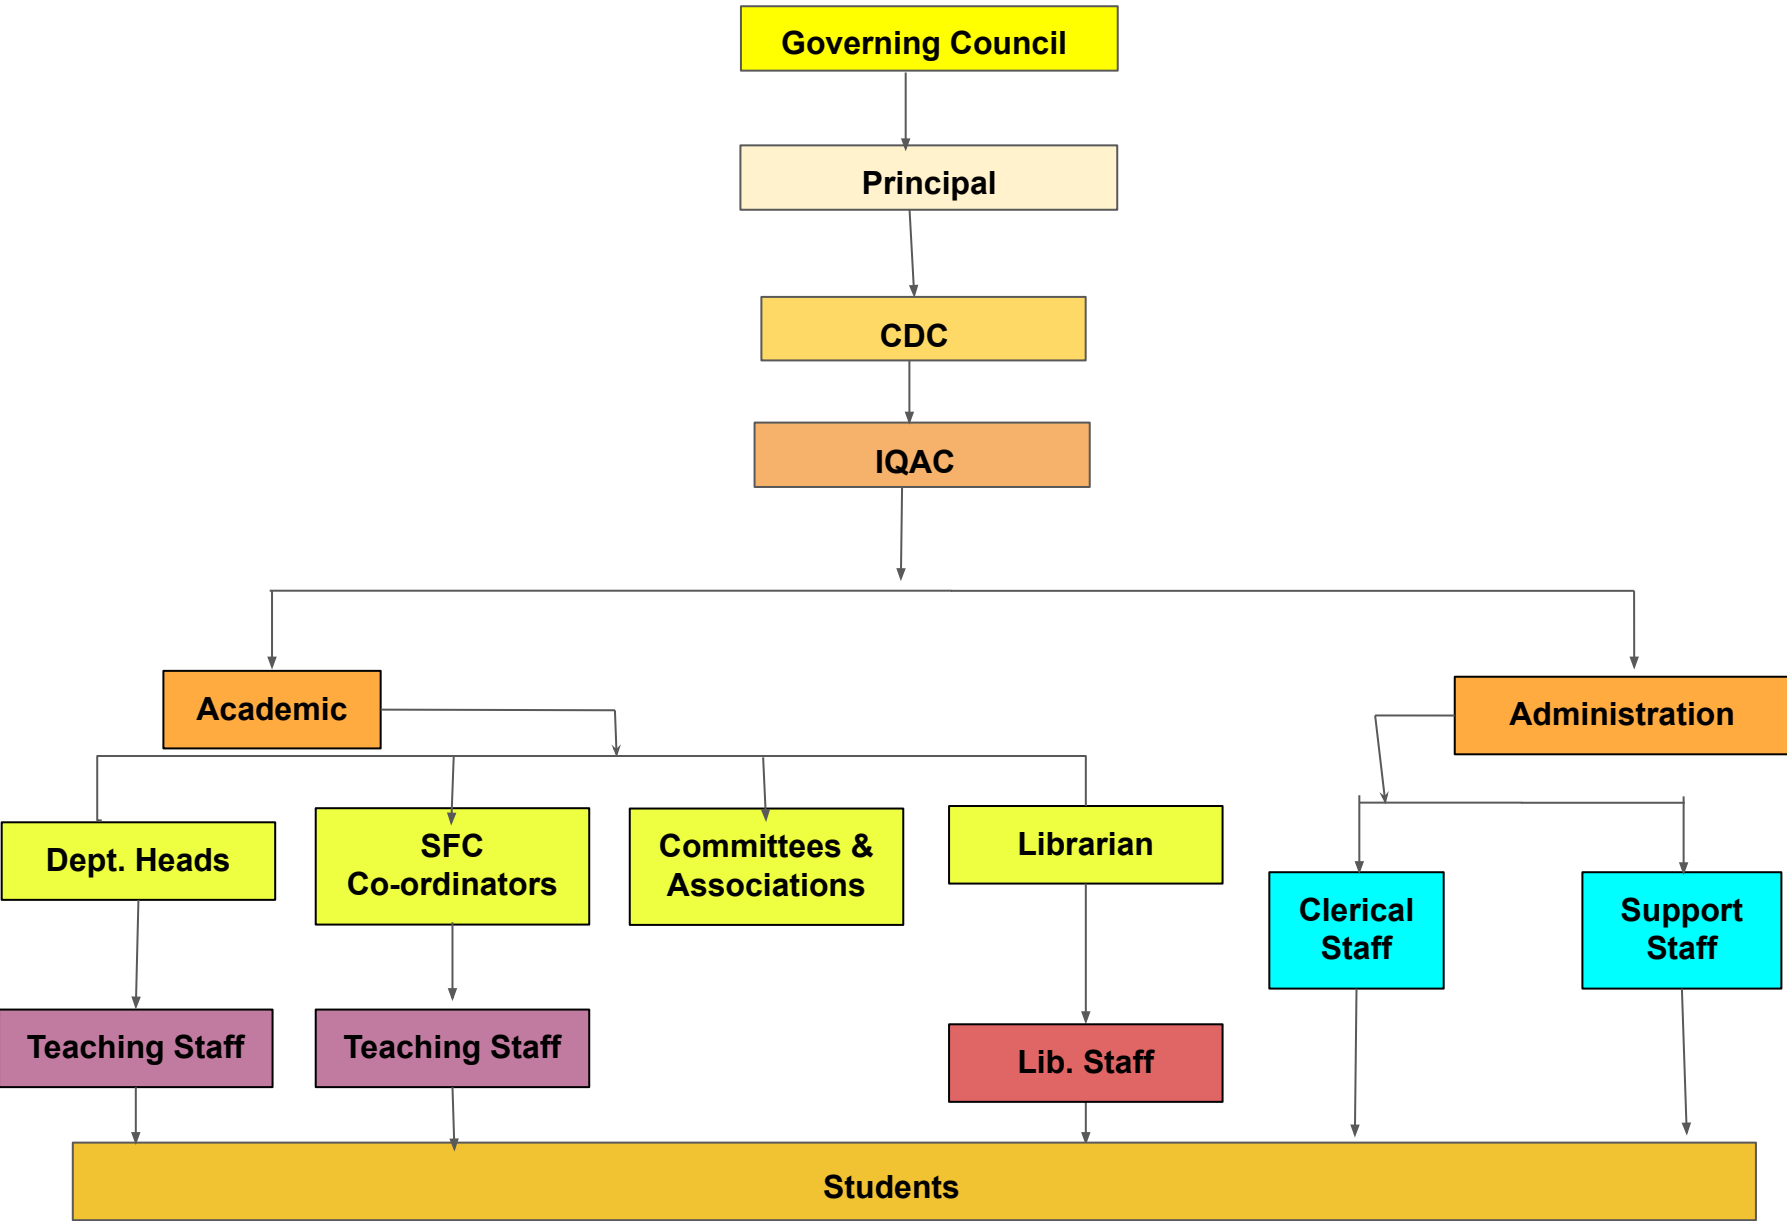 Governing Council
Principal
CDC
IQAC
Academic
Administration
Dept. Heads
SFC
Co-ordinators
Committees &
Associations
Librarian
Clerical
Staff
Support
Staff
Teaching Staff
Teaching Staff
Lib. Staff
Students